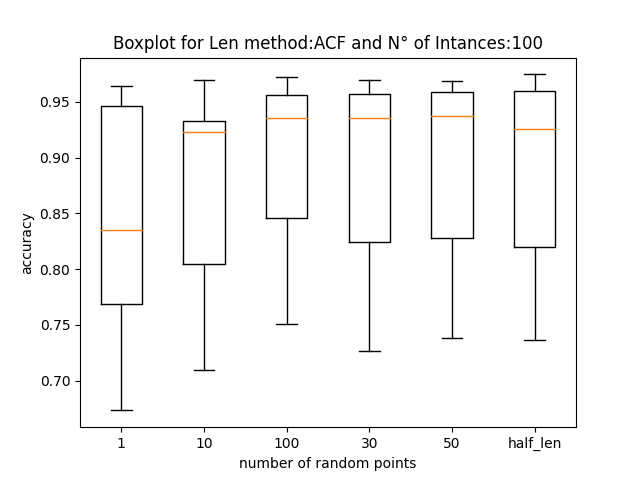 Boxplot for Len method:ACF and N° of Intances:100
accuracy
0.95
0.90
0.85
0.80
0.75
0.70
1 10 100 30 50 half_len
number of random points